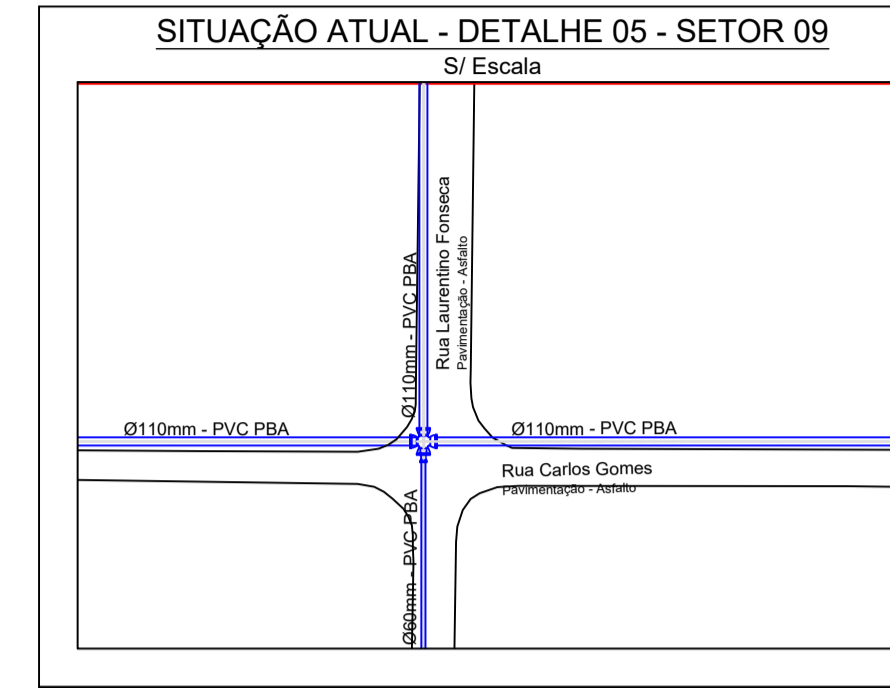 SITUAÇÃO ATUAL - DETALHE 05 - SETOR 09
S/ Escala
Rua Laurentino Fonseca
Pavimentação - Asfalto
Ø110mm - PVC PBA
Ø110mm - PVC PBA
Ø110mm - PVC PBA
Rua Carlos Gomes
Pavimentação - Asfalto
Ø60mm - PVC PBA